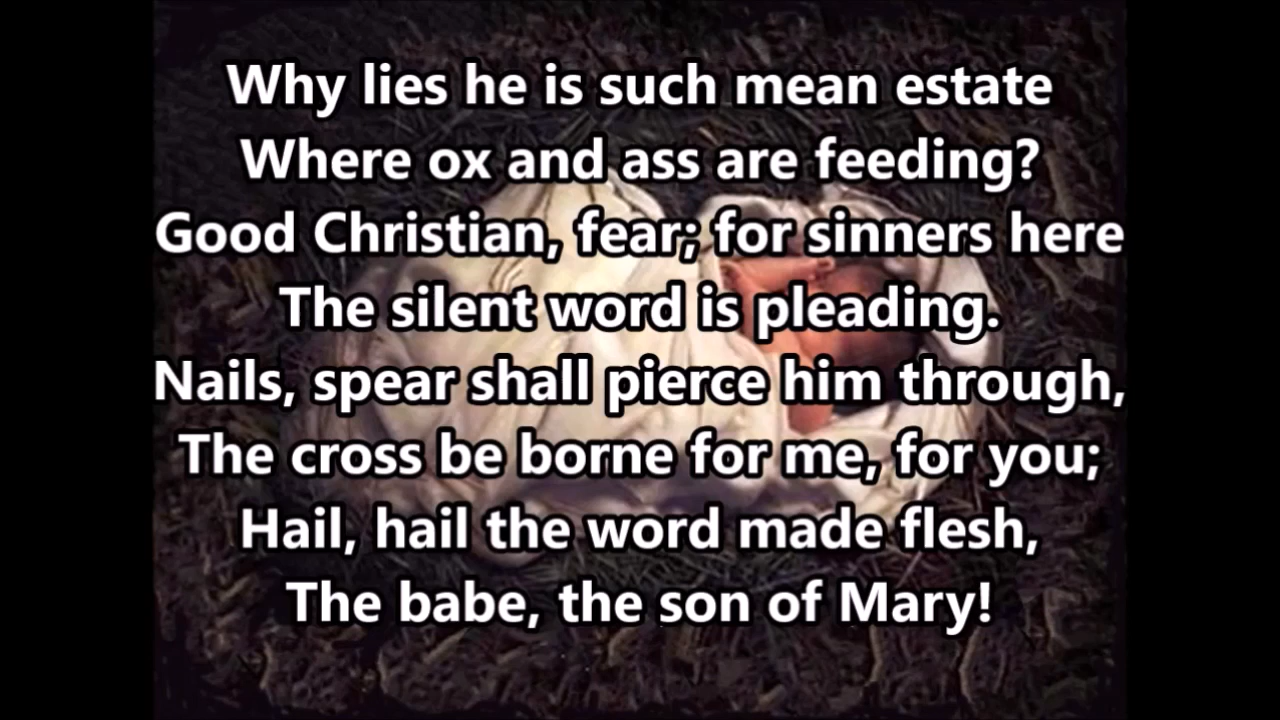 Why lies he is such mean estate
Where ox and ass are feeding?
Good Christian, fear; for sinners here
The silent word is pleading.
Nails, spear shall pierce him through,
The cross be borne for me, for you;
Hail, hail the word made flesh,
The babe, the son of Mary!